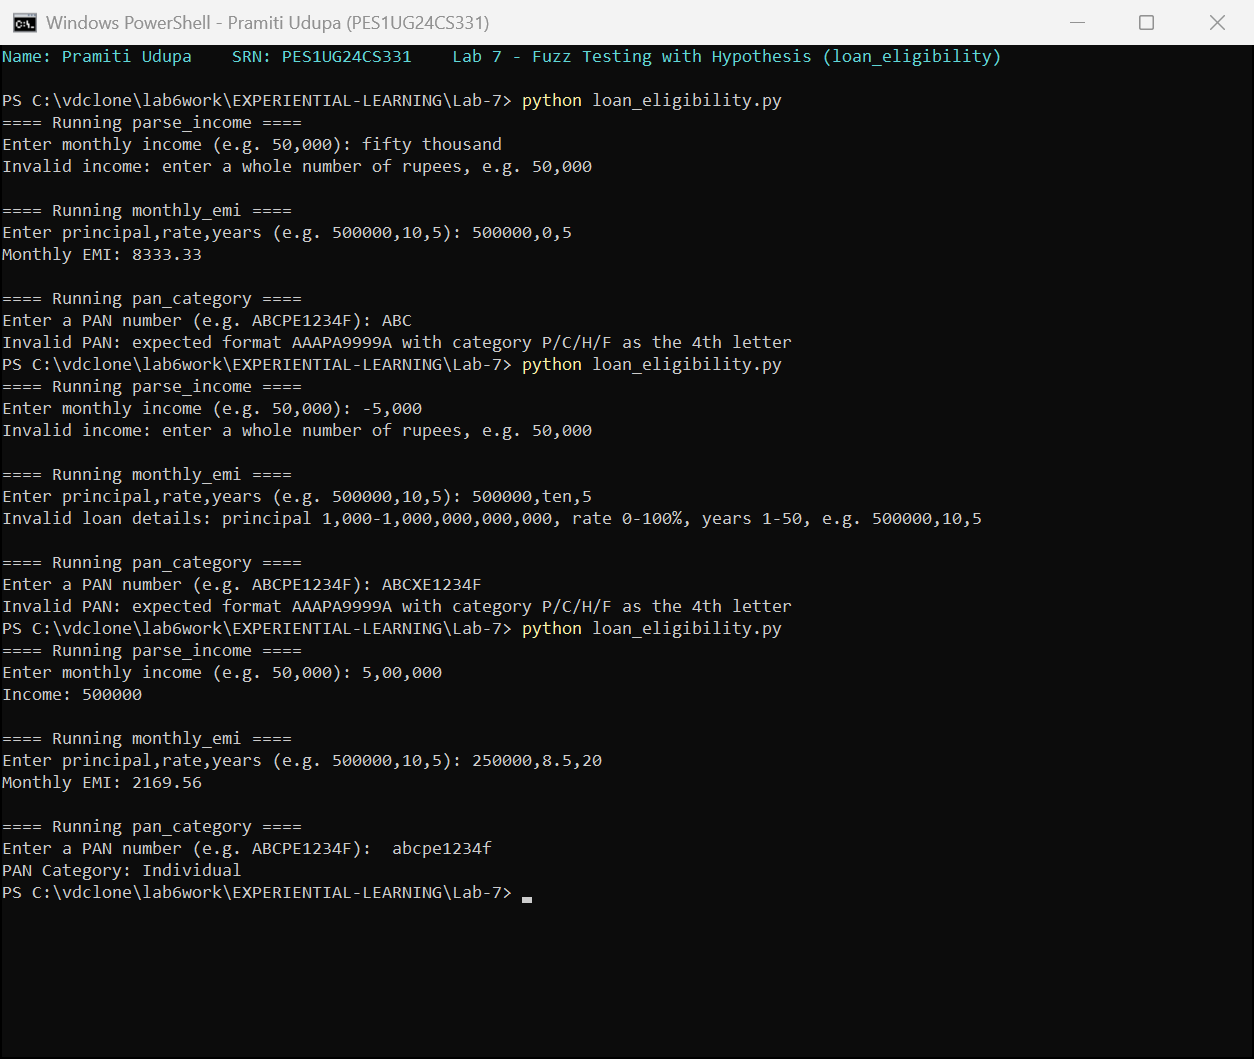 Windows PowerShell - Pramiti Udupa (PES1UG24CS331)
Name: Pramiti Udupa    SRN: PES1UG24CS331    Lab 7 - Fuzz Testing with Hypothesis (loan_eligibility)
PS C:\vdclone\lab6work\EXPERIENTIAL-LEARNING\Lab-7> python loan_eligibility.py
==== Running parse_income ====
Enter monthly income (e.g. 50,000): fifty thousand
Invalid income: enter a whole number of rupees, e.g. 50,000
==== Running monthly_emi ====
Enter principal,rate,years (e.g. 500000,10,5): 500000,0,5
Monthly EMI: 8333.33
==== Running pan_category ====
Enter a PAN number (e.g. ABCPE1234F): ABC
Invalid PAN: expected format AAAPA9999A with category P/C/H/F as the 4th letter
PS C:\vdclone\lab6work\EXPERIENTIAL-LEARNING\Lab-7> python loan_eligibility.py
==== Running parse_income ====
Enter monthly income (e.g. 50,000): -5,000
Invalid income: enter a whole number of rupees, e.g. 50,000
==== Running monthly_emi ====
Enter principal,rate,years (e.g. 500000,10,5): 500000,ten,5
Invalid loan details: principal 1,000-1,000,000,000,000, rate 0-100%, years 1-50, e.g. 500000,10,5
==== Running pan_category ====
Enter a PAN number (e.g. ABCPE1234F): ABCXE1234F
Invalid PAN: expected format AAAPA9999A with category P/C/H/F as the 4th letter
PS C:\vdclone\lab6work\EXPERIENTIAL-LEARNING\Lab-7> python loan_eligibility.py
==== Running parse_income ====
Enter monthly income (e.g. 50,000): 5,00,000
Income: 500000
==== Running monthly_emi ====
Enter principal,rate,years (e.g. 500000,10,5): 250000,8.5,20
Monthly EMI: 2169.56
==== Running pan_category ====
Enter a PAN number (e.g. ABCPE1234F):  abcpe1234f
PAN Category: Individual
PS C:\vdclone\lab6work\EXPERIENTIAL-LEARNING\Lab-7>